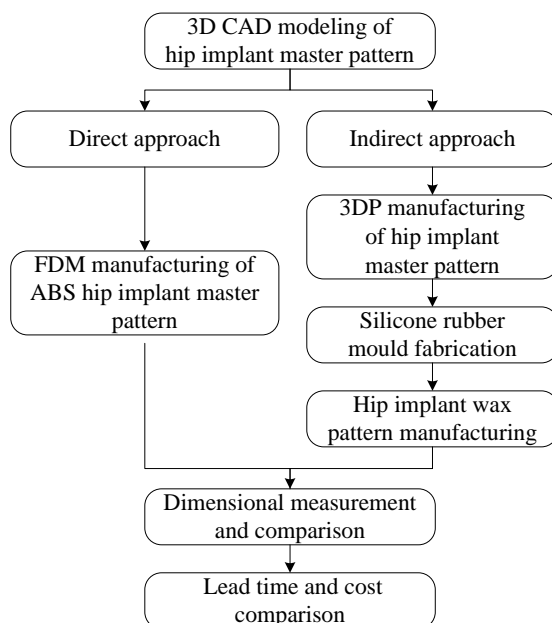 3D CAD modeling of
hip implant master pattern
Direct approach
Indirect approach
3DP manufacturing
of hip implant
master pattern
FDM manufacturing of
ABS hip implant master
pattern
Silicone rubber
mould fabrication
Hip implant wax
pattern manufacturing
Dimensional measurement
and comparison
Lead time and cost
comparison